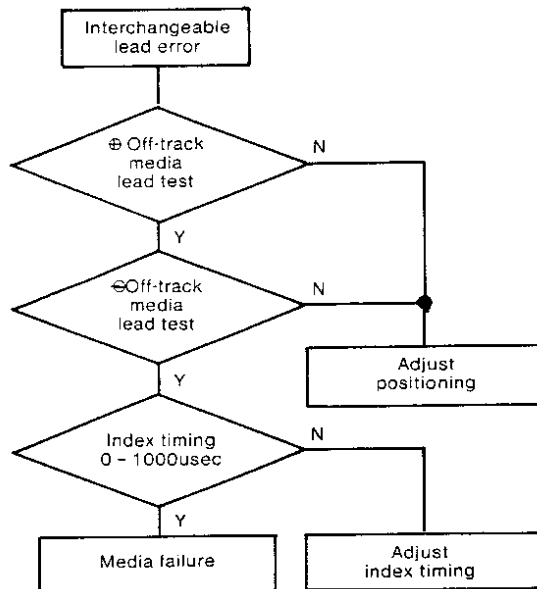 Interchangeable
lead error
⊕ Off-track
media
lead test
N
Y
⊖Off-track
media
lead test
N
Y
Adjust
positioning
Index timing
0 – 1000usec
N
Y
Media failure
Adjust
index timing